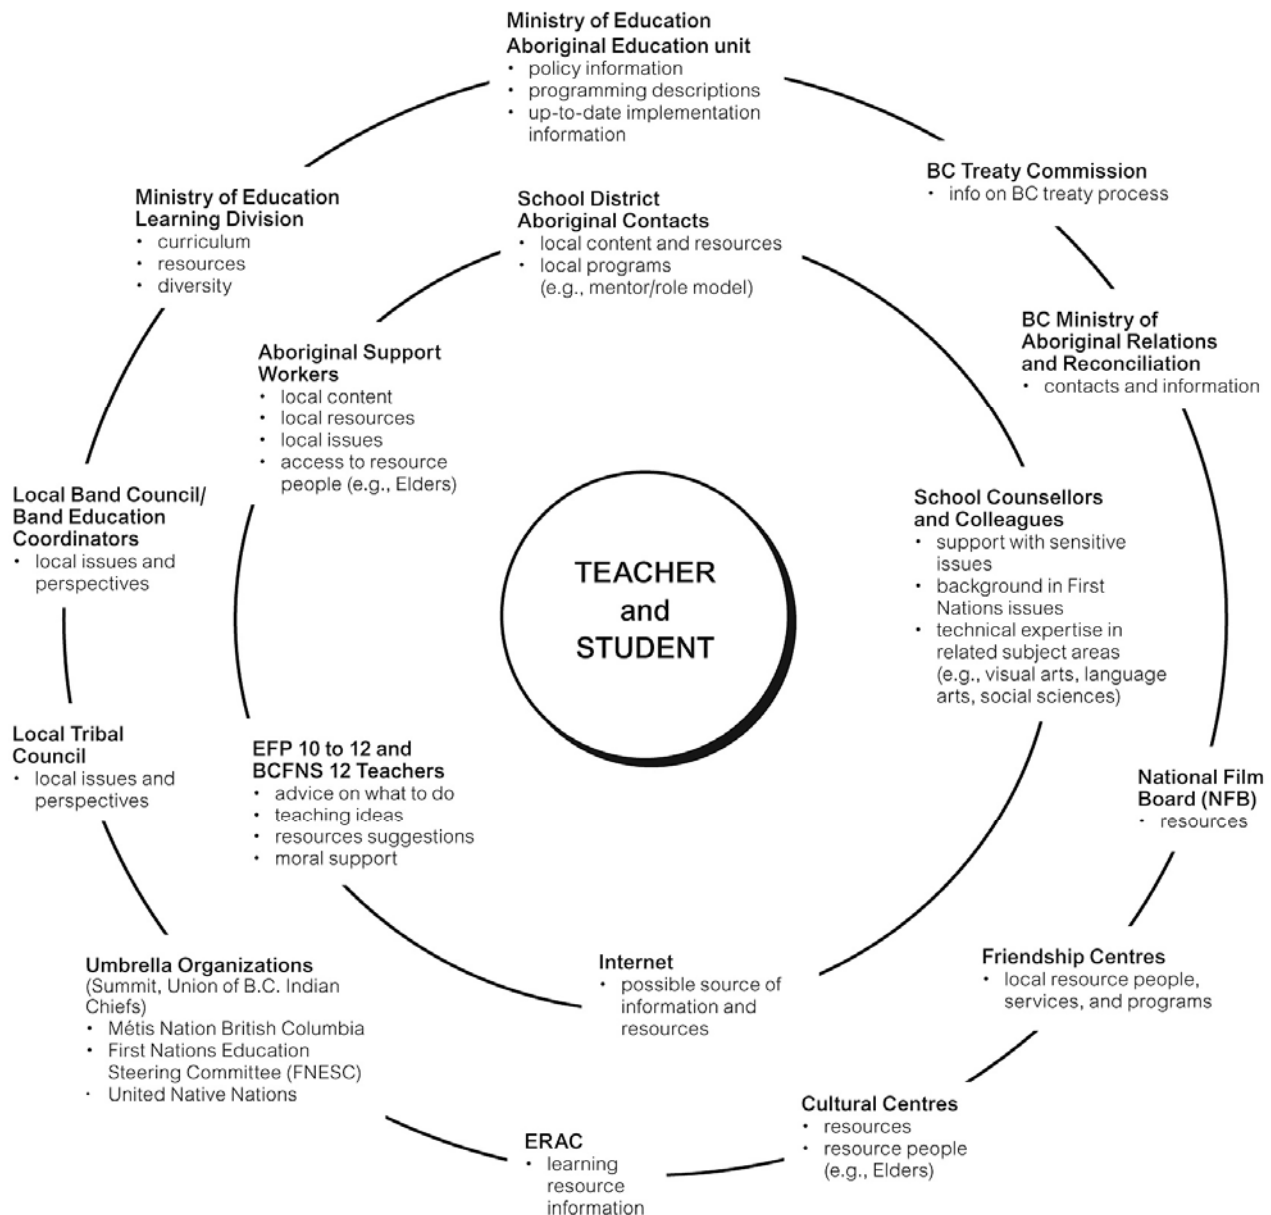 Ministry of Education
Aboriginal Education unit
• policy information
• programming descriptions
• up-to-date implementation
information
BC Treaty Commission
• info on BC treaty process
Ministry of Education
Learning Division
• curriculum
• resources
• diversity
School District
Aboriginal Contacts
• local content and resources
• local programs
(e.g., mentor/role model)
BC Ministry of
Aboriginal Relations
and Reconciliation
• contacts and information
Aboriginal Support
Workers
• local content
• local resources
• local issues
• access to resource
people (e.g., Elders)
Local Band Council/
Band Education
Coordinators
• local issues and
perspectives
School Counsellors
and Colleagues
• support with sensitive
issues
• background in First
Nations issues
• technical expertise in
related subject areas
(e.g., visual arts, language
arts, social sciences)
TEACHER
and
STUDENT
Local Tribal
Council
• local issues and
perspectives
EFP 10 to 12 and
BCFNS 12 Teachers
• advice on what to do
• teaching ideas
• resources suggestions
• moral support
National Film
Board (NFB)
• resources
Umbrella Organizations
(Summit, Union of B.C. Indian
Chiefs)
• Métis Nation British Columbia
• First Nations Education
Steering Committee (FNESC)
• United Native Nations
Internet
• possible source of
information and
resources
Friendship Centres
• local resource people,
services, and programs
Cultural Centres
• resources
• resource people
(e.g., Elders)
ERAC
• learning
resource
information